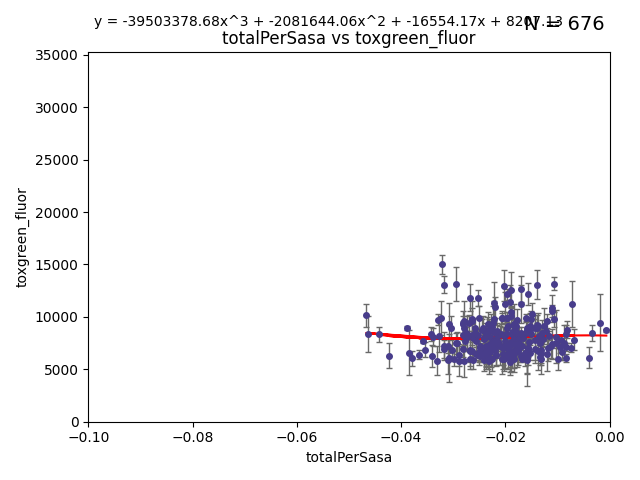 y = -39503378.68x^3 + -2081644.06x^2 + -16554.17x + 8207.13
N = 676
totalPerSasa vs toxgreen_fluor
35000
30000
25000
20000
15000
10000
5000
0
toxgreen_fluor
−0.10 −0.08 −0.06 −0.04 −0.02 0.00
totalPerSasa